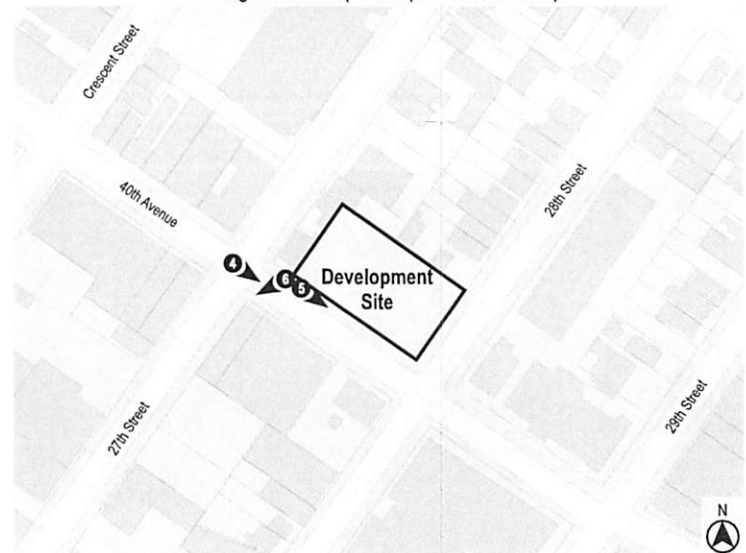 Crescent Street
40th Avenue
28th Street
4
6
5
Development
Site
27th Street
29th Street
N